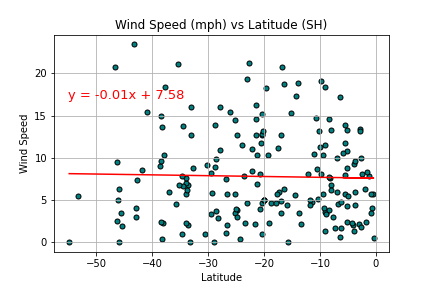 Wind Speed (mph) vs Latitude (SH)
20
15
10
5
0
Wind Speed
y = -0.01x + 7.58
−50 −40 −30 −20 −10 0
Latitude